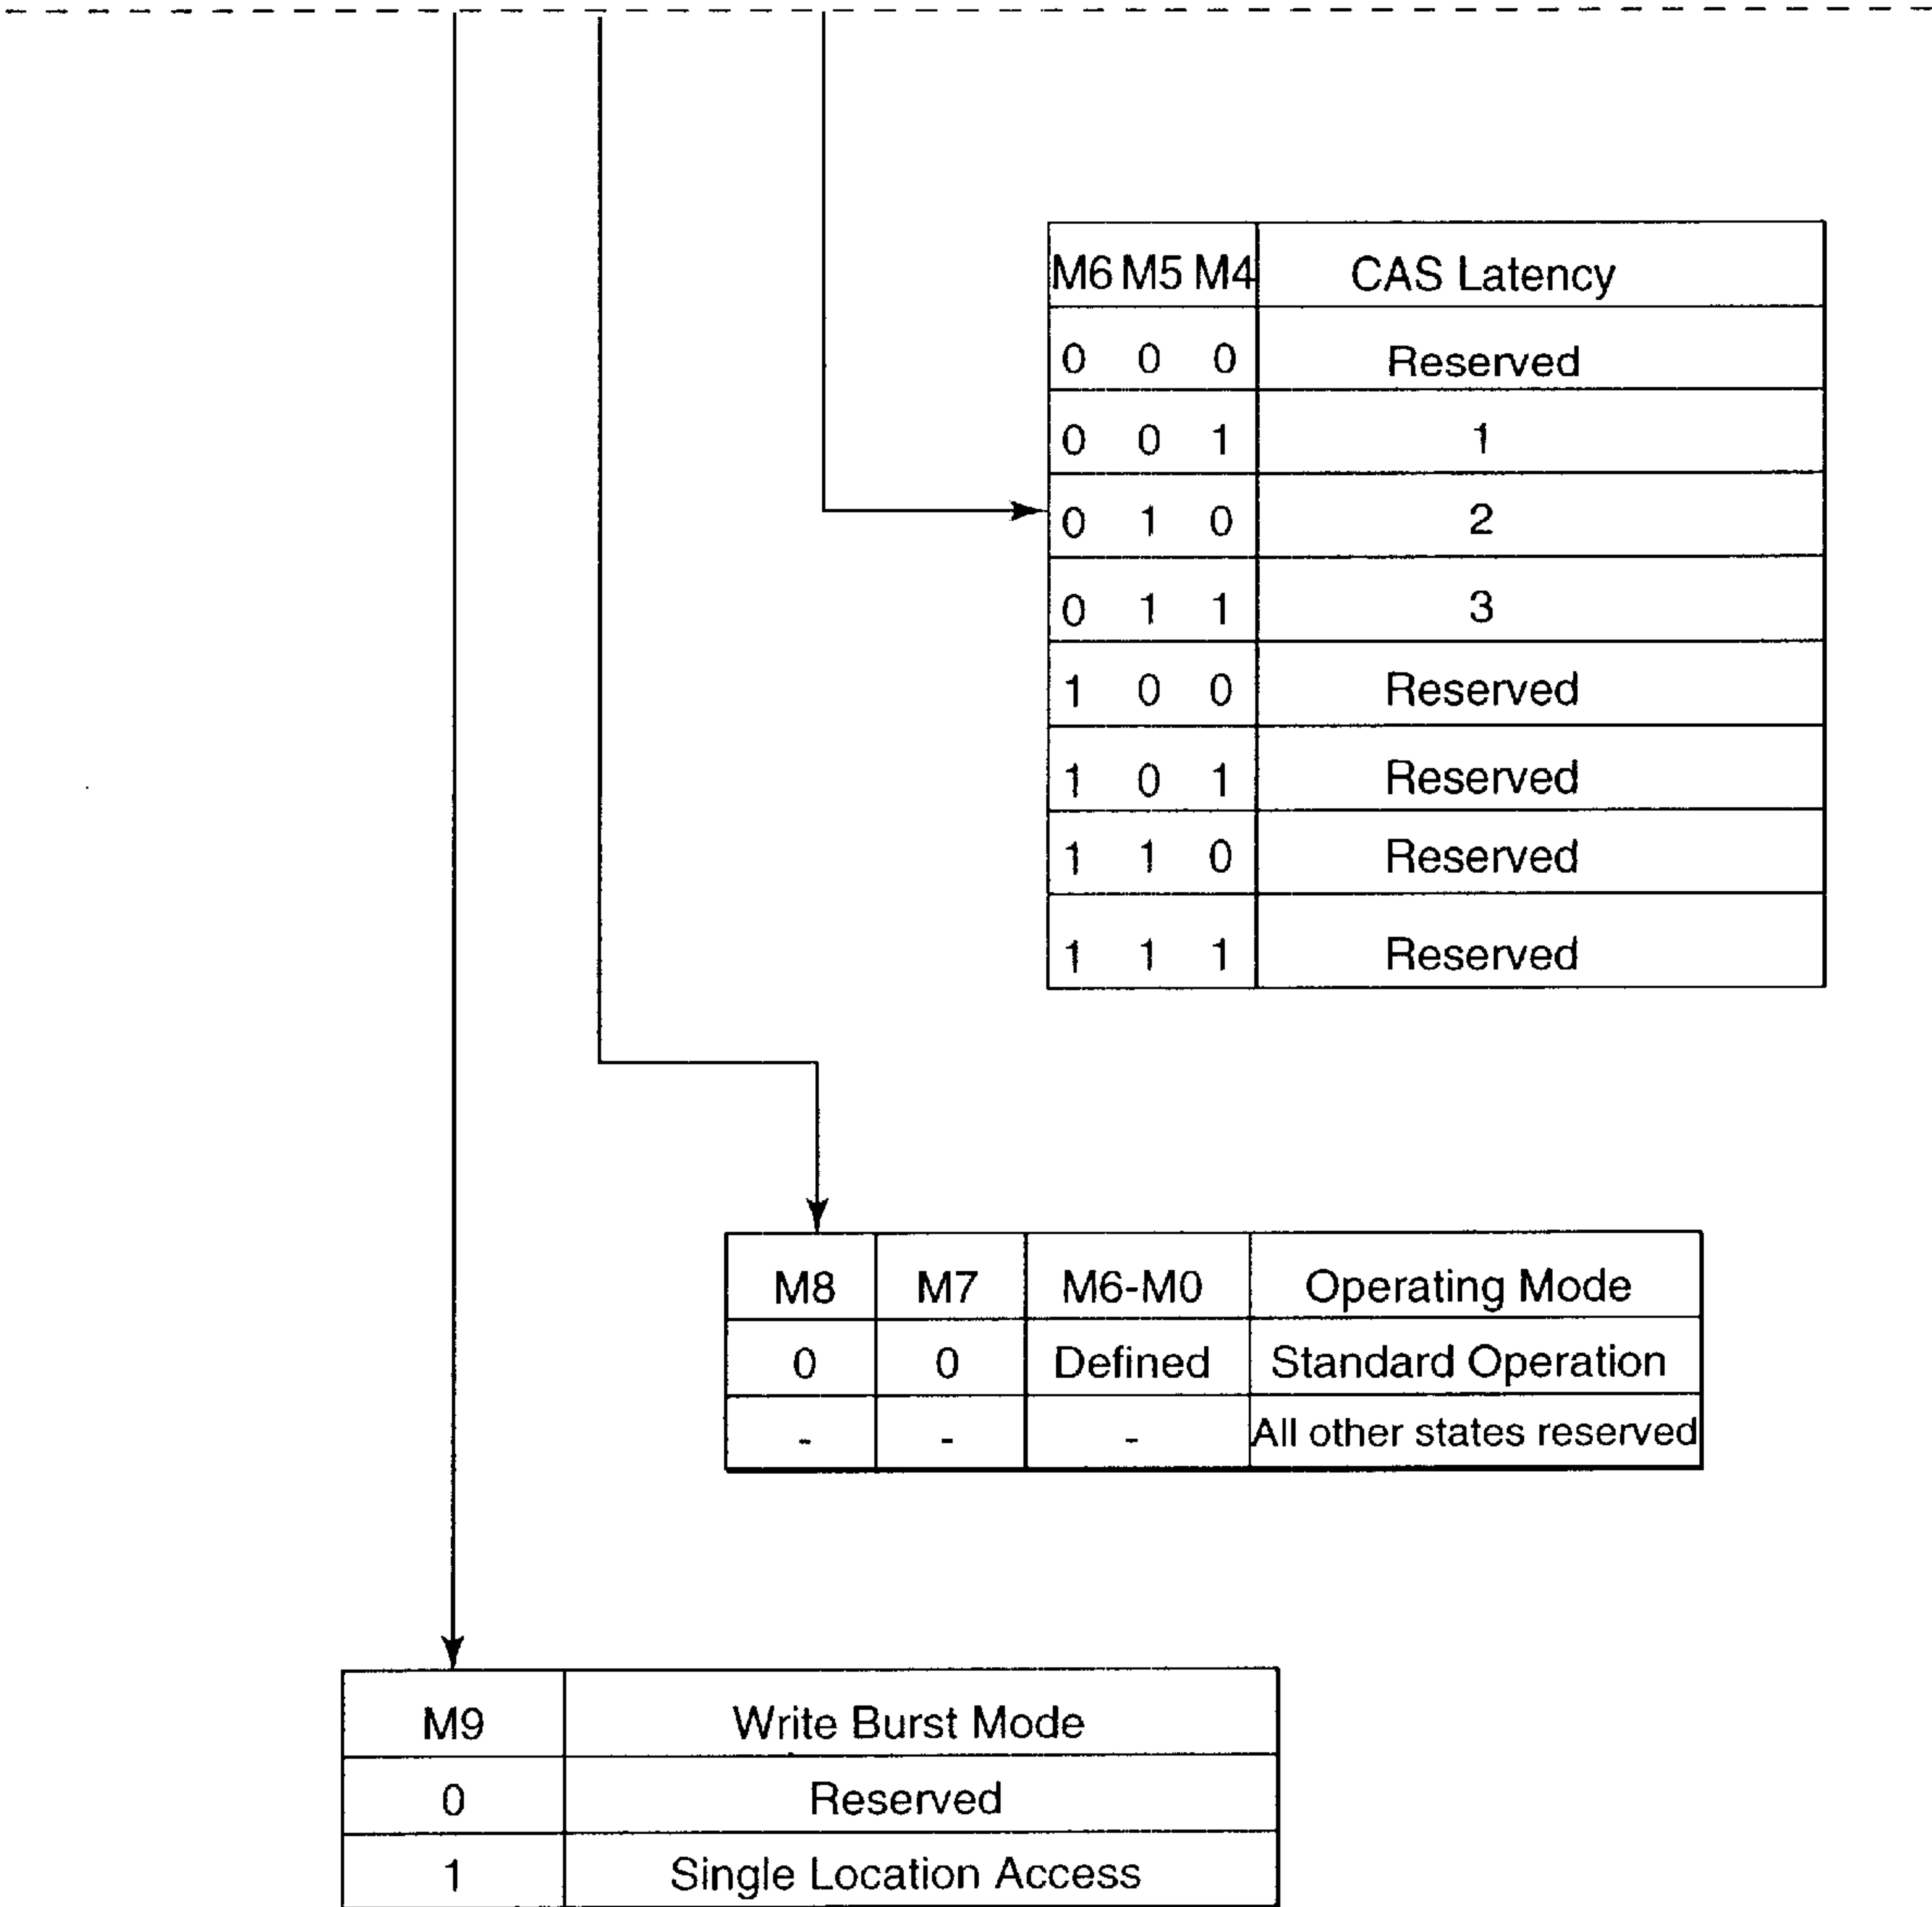 M6 M5 M4 CAS Latency
0 0 0 Reserved
0 0 1 1
0 1 0 2
0 1 1 3
1 0 0 Reserved
1 0 1 Reserved
1 1 0 Reserved
1 1 1 Reserved
M8 M7 M6-M0 Operating Mode
0 0 Defined Standard Operation
- - - All other states reserved
M9 Write Burst Mode
0 Reserved
1 Single Location Access